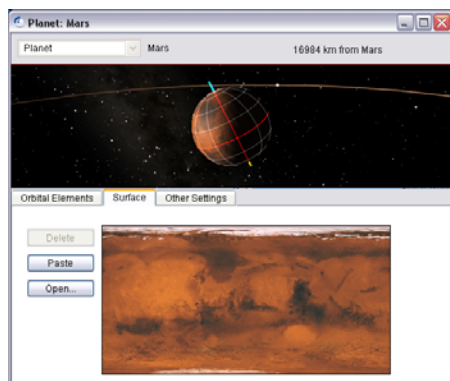 Planet: Mars
Planet Mars 16984 km from Mars
Orbital Elements Surface Other Settings
Delete
Paste
Open...